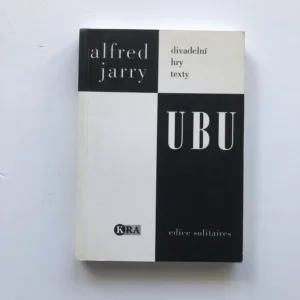 alfred
jarry
divadelní
hry
texty
UBU
KRA
edice solitaires